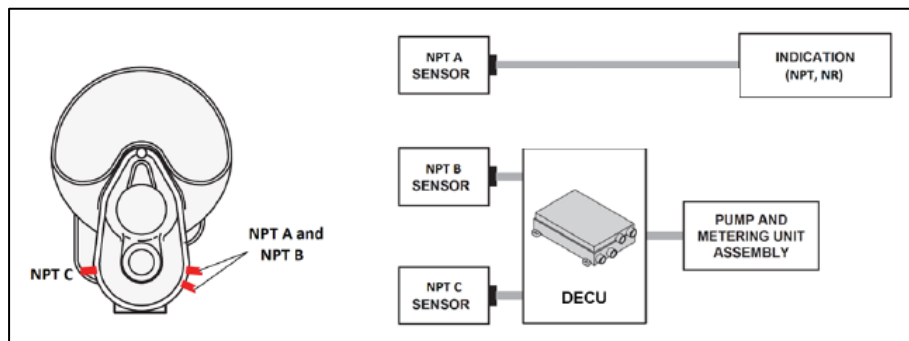 NPT C
NPT A and
NPT B
NPT A
SENSOR
INDICATION
(NPT, NR)
NPT B
SENSOR
NPT C
SENSOR
DECU
PUMP AND
METERING UNIT
ASSEMBLY